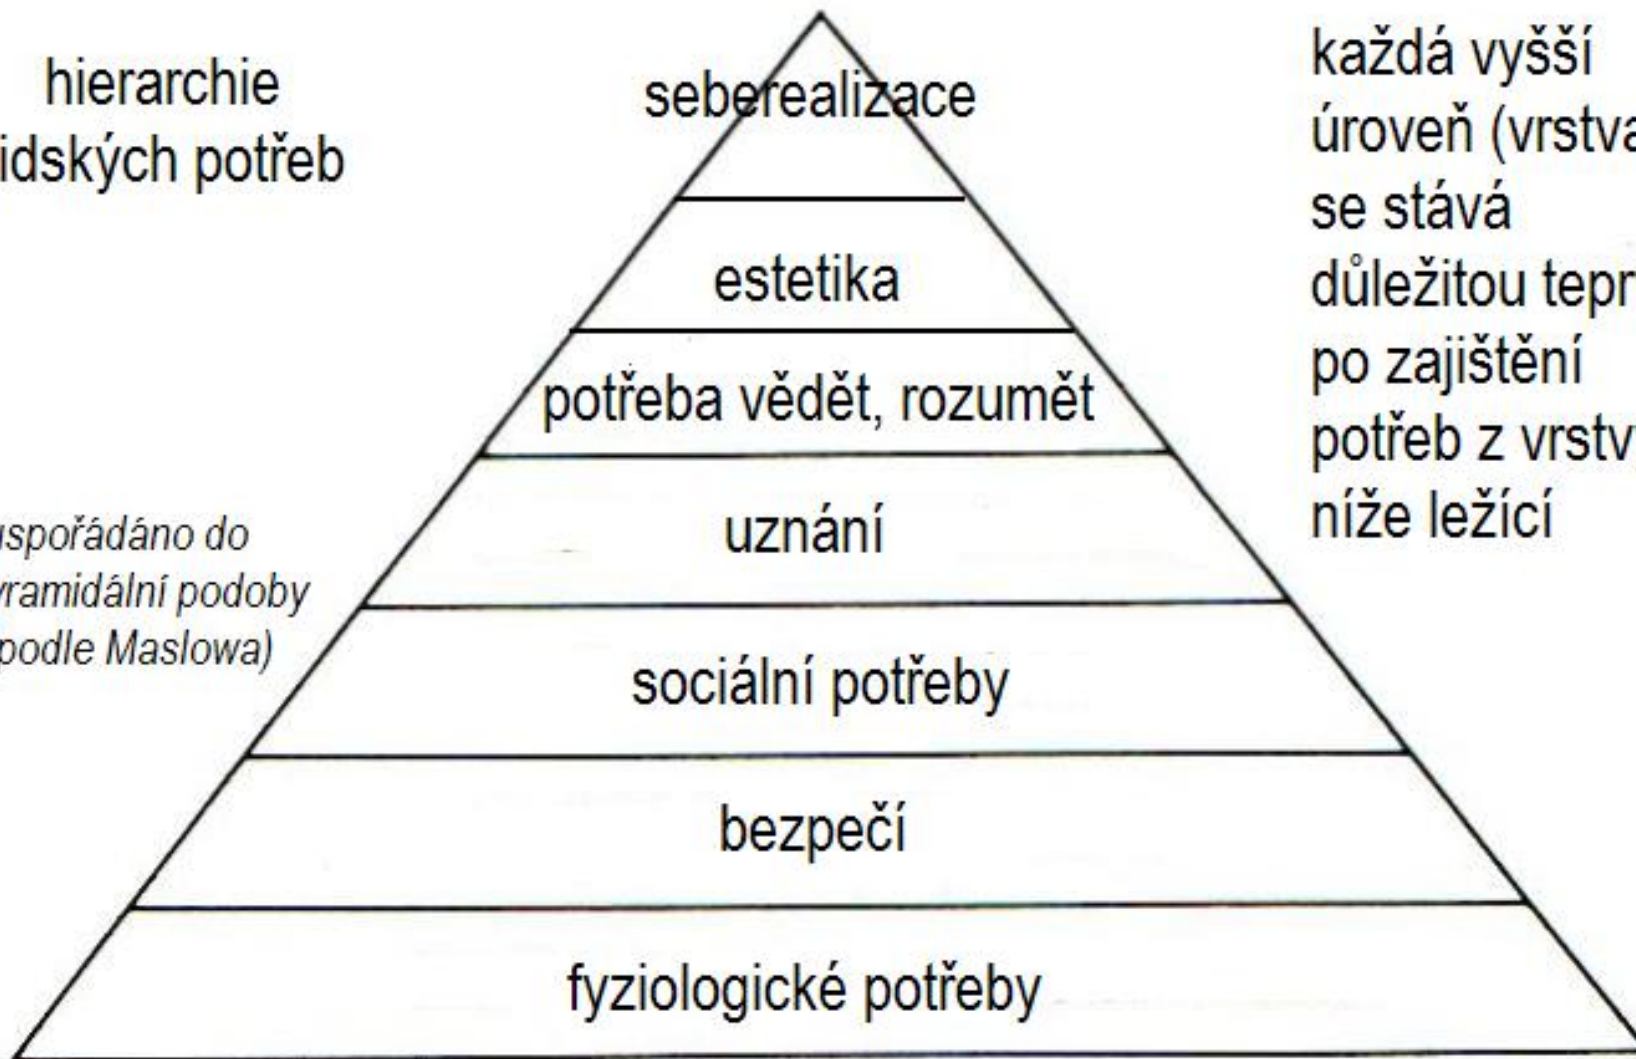 hierarchie
idských potřeb
seberealizace
estetika
potřeba vědět, rozumět
uznání
sociální potřeby
bezpečí
fyziologické potřeby
uspořádáno do
yramidální podoby
podle Maslowa)
každá vyšší
úroveň (vrstva
se stává
důležitou tepr
po zajištění
potřeb z vrstv
níže ležící